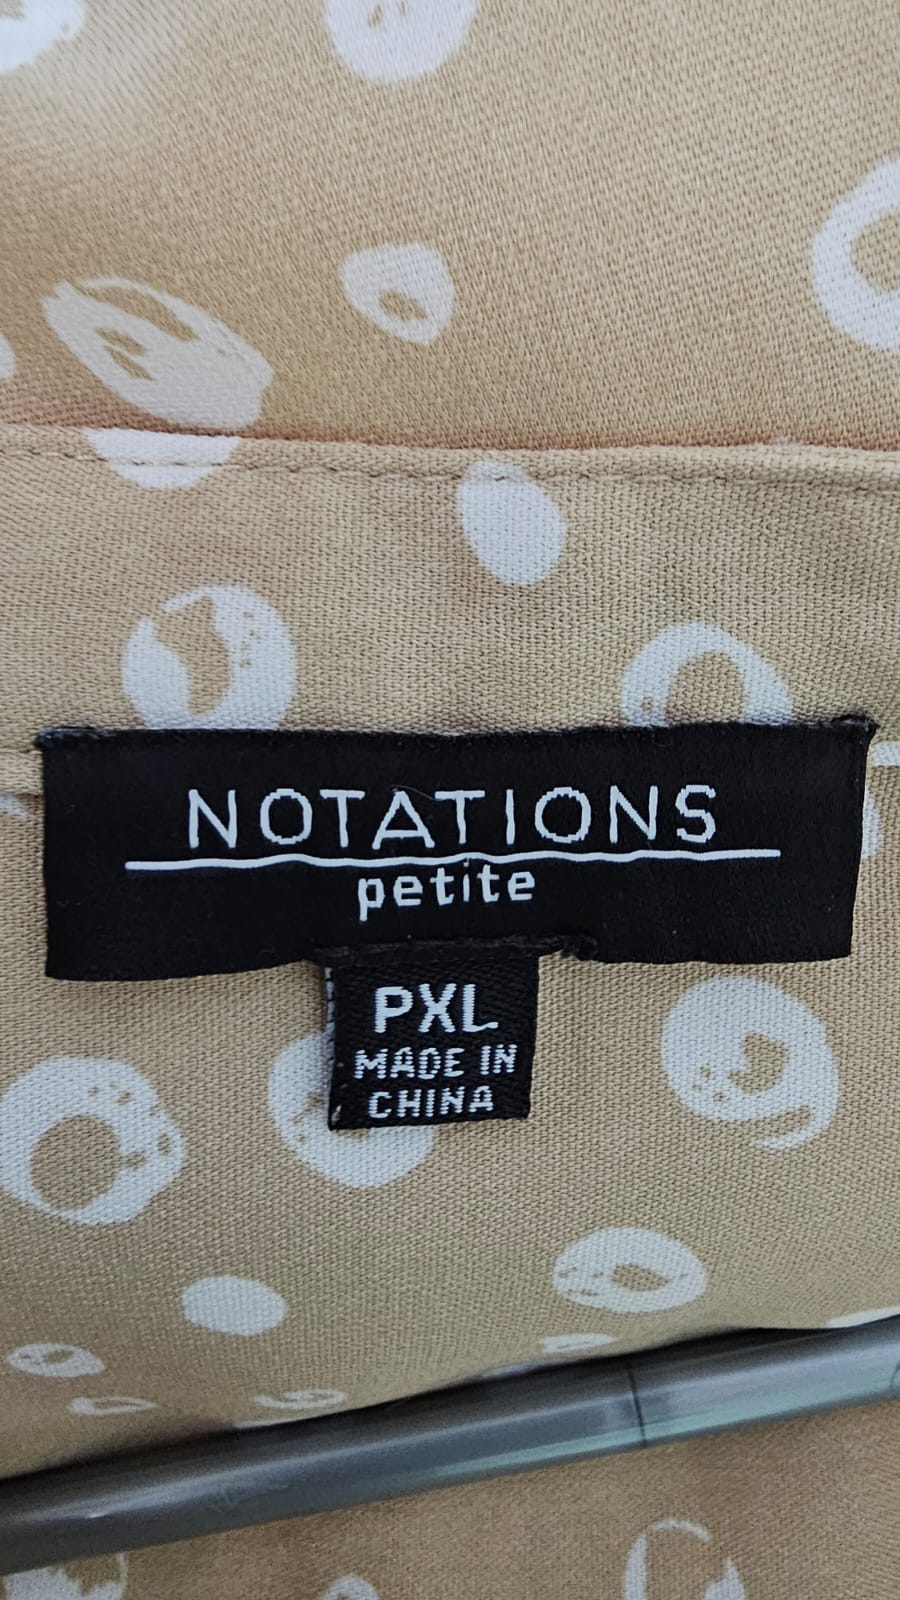 NOTATIONS
petite
PXL
MADE IN
CHINA